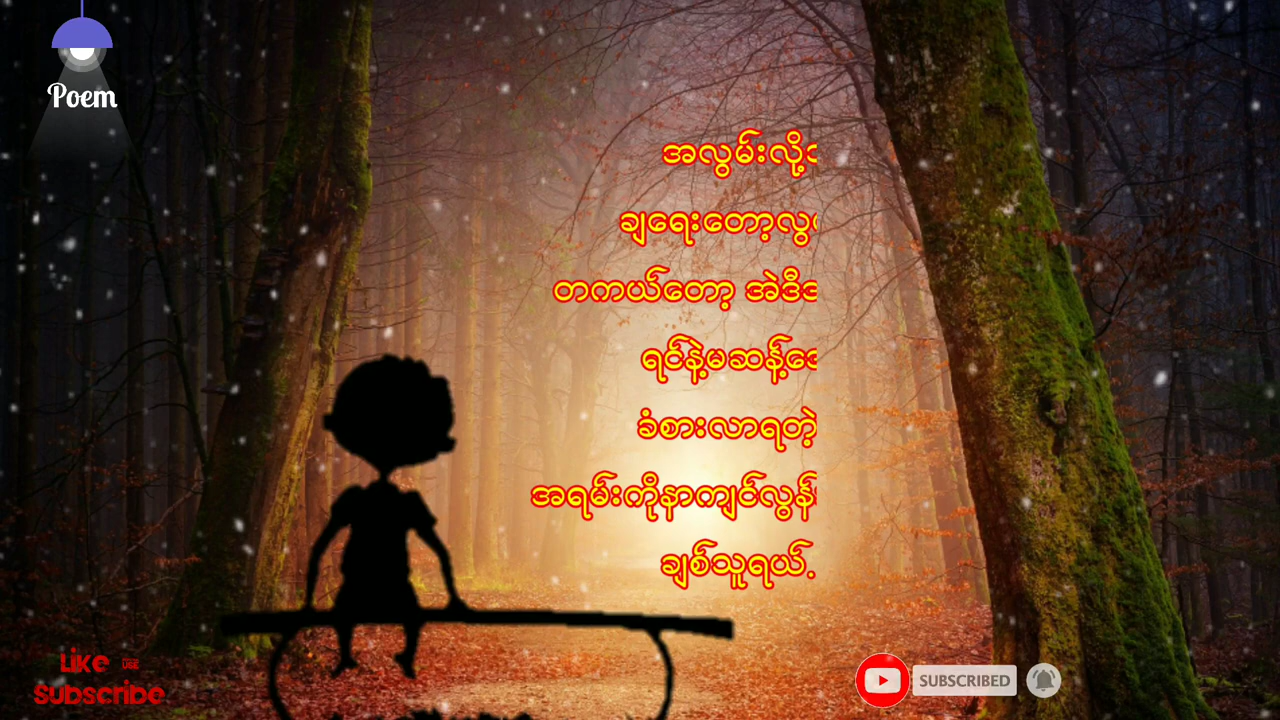 Poem
အလွမ်းလို့
ချရေးတော့
တကယ်တော့ အဲဒီ
ရင်နဲ့မဆန့်
ခံစားလာရတဲ့
အရမ်းကိုနာကျင်လွန်
ချစ်သူရယ်.
Like
Subscribe
SUBSCRIBED